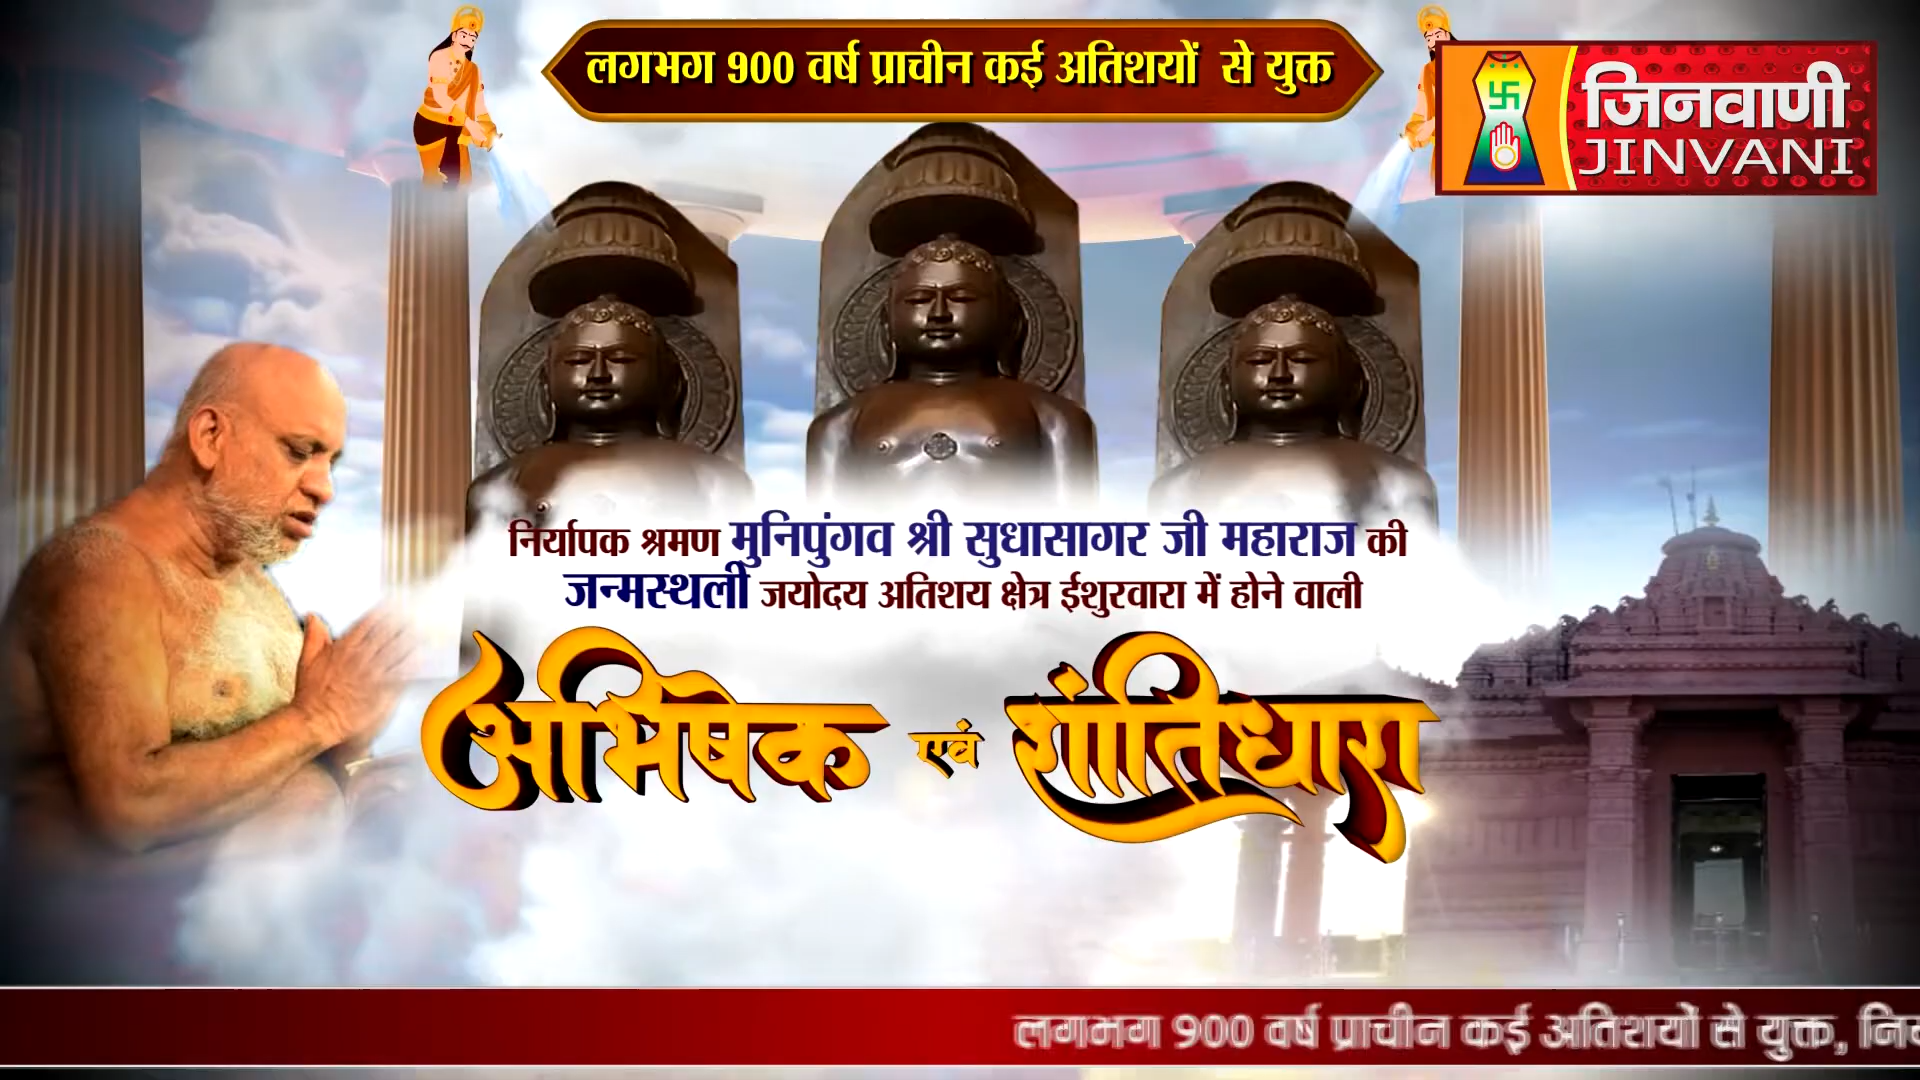 लगभग 900 वर्ष प्राचीन कई अतिशयों से युक्त
जिनवाणी
JINVANI
निर्यापक श्रमण मुनिपुंगव श्री सुधासागर जी महाराज की
जन्मस्थली जयोदय अतिशय क्षेत्र ईशुरवारा में होने वाली
अभिषेक एवं शांतिधारा
लगभग 900 वर्ष प्राचीन कई अतिशयों से युक्त,